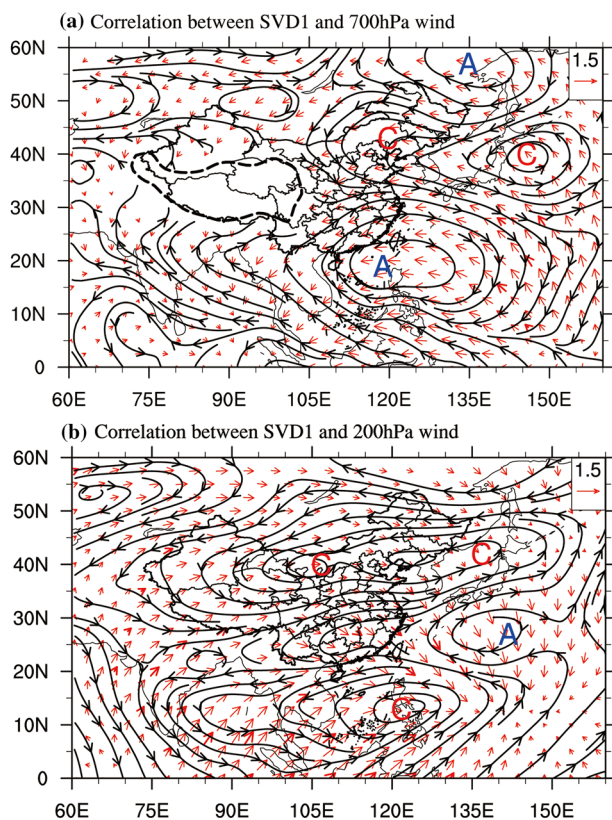 (a) Correlation between SVD1 and 700hPa wind
60N
A
1.5
50N
C
40N
C
30N
20N
A
10N
0
60E 75E 90E 105E 120E 135E 150E
(b) Correlation between SVD1 and 200hPa wind
60N
1.5
50N
40N
C
C
30N
A
20N
10N
C
0
60E 75E 90E 105E 120E 135E 150E